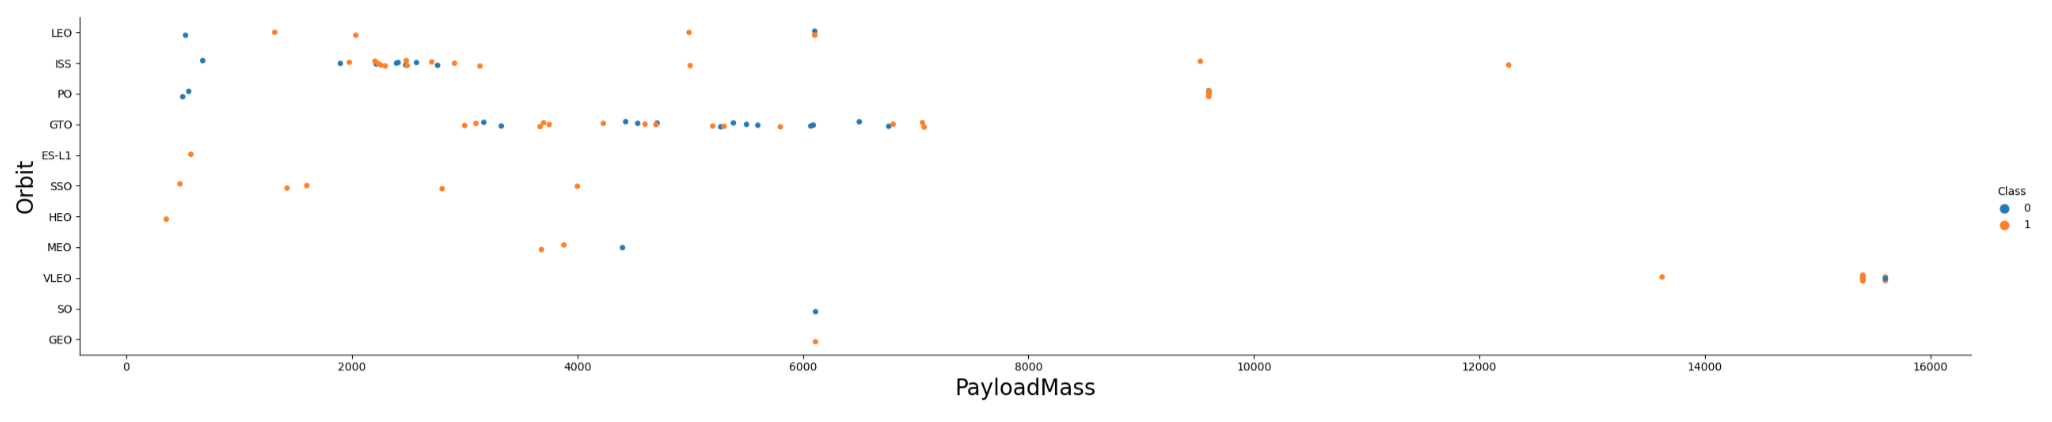 LEO
ISS
PO
GTO
ES-L1
SSO
HEO
MEO
VLEO
SO
GEO
Orbit
0 2000 4000 6000 8000 10000 12000 14000 16000
PayloadMass
Class
0
1